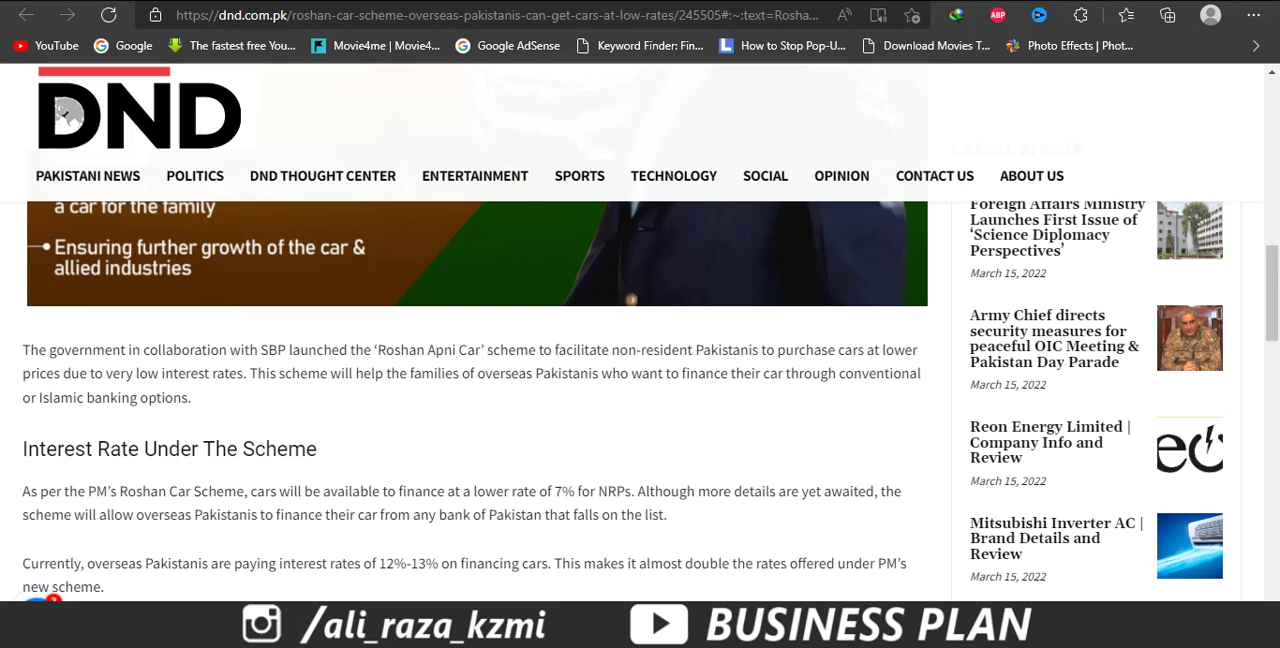 https://dnd.com.pk/roshan-car-scheme-overseas-pakistanis-can-get-cars-at-low-rates/245505#:~:text=Rosha...
ABP
YouTube
Google
The fastest free You...
Movie4me | Movie4...
Google AdSense
Keyword Finder: Fin...
How to Stop Pop-U...
Download Movies T...
Photo Effects | Phot...
DND
Latest article
PAKISTANI NEWS
POLITICS
DND THOUGHT CENTER
ENTERTAINMENT
SPORTS
TECHNOLOGY
SOCIAL
OPINION
CONTACT US
ABOUT US
a car for the family
Ensuring further growth of the car &
allied industries
The government in collaboration with SBP launched the ‘Roshan Apni Car’ scheme to facilitate non-resident Pakistanis to purchase cars at lower
prices due to very low interest rates. This scheme will help the families of overseas Pakistanis who want to finance their car through conventional
or Islamic banking options.
Interest Rate Under The Scheme
As per the PM’s Roshan Car Scheme, cars will be available to finance at a lower rate of 7% for NRPs. Although more details are yet awaited, the
scheme will allow overseas Pakistanis to finance their car from any bank of Pakistan that falls on the list.
Currently, overseas Pakistanis are paying interest rates of 12%-13% on financing cars. This makes it almost double the rates offered under PM’s
new scheme.
Foreign Affairs Ministry
Launches First Issue of
‘Science Diplomacy
Perspectives’
March 15, 2022
Army Chief directs
security measures for
peaceful OIC Meeting &
Pakistan Day Parade
March 15, 2022
Reon Energy Limited |
Company Info and
Review
March 15, 2022
Mitsubishi Inverter AC |
Brand Details and
Review
March 15, 2022
/ali_raza_kzmi
BUSINESS PLAN